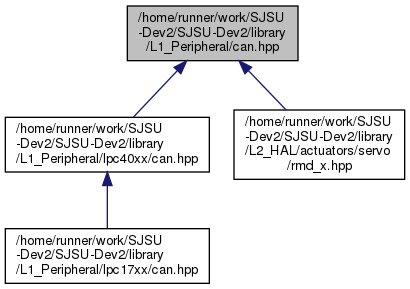 /home/runner/work/SJSU
-Dev2/SJSU-Dev2/library
/L1_Peripheral/can.hpp
/home/runner/work/SJSU
-Dev2/SJSU-Dev2/library
/L1_Peripheral/lpc40xx/can.hpp
/home/runner/work/SJSU
-Dev2/SJSU-Dev2/library
/L2_HAL/actuators/servo
/rmd_x.hpp
/home/runner/work/SJSU
-Dev2/SJSU-Dev2/library
/L1_Peripheral/lpc17xx/can.hpp